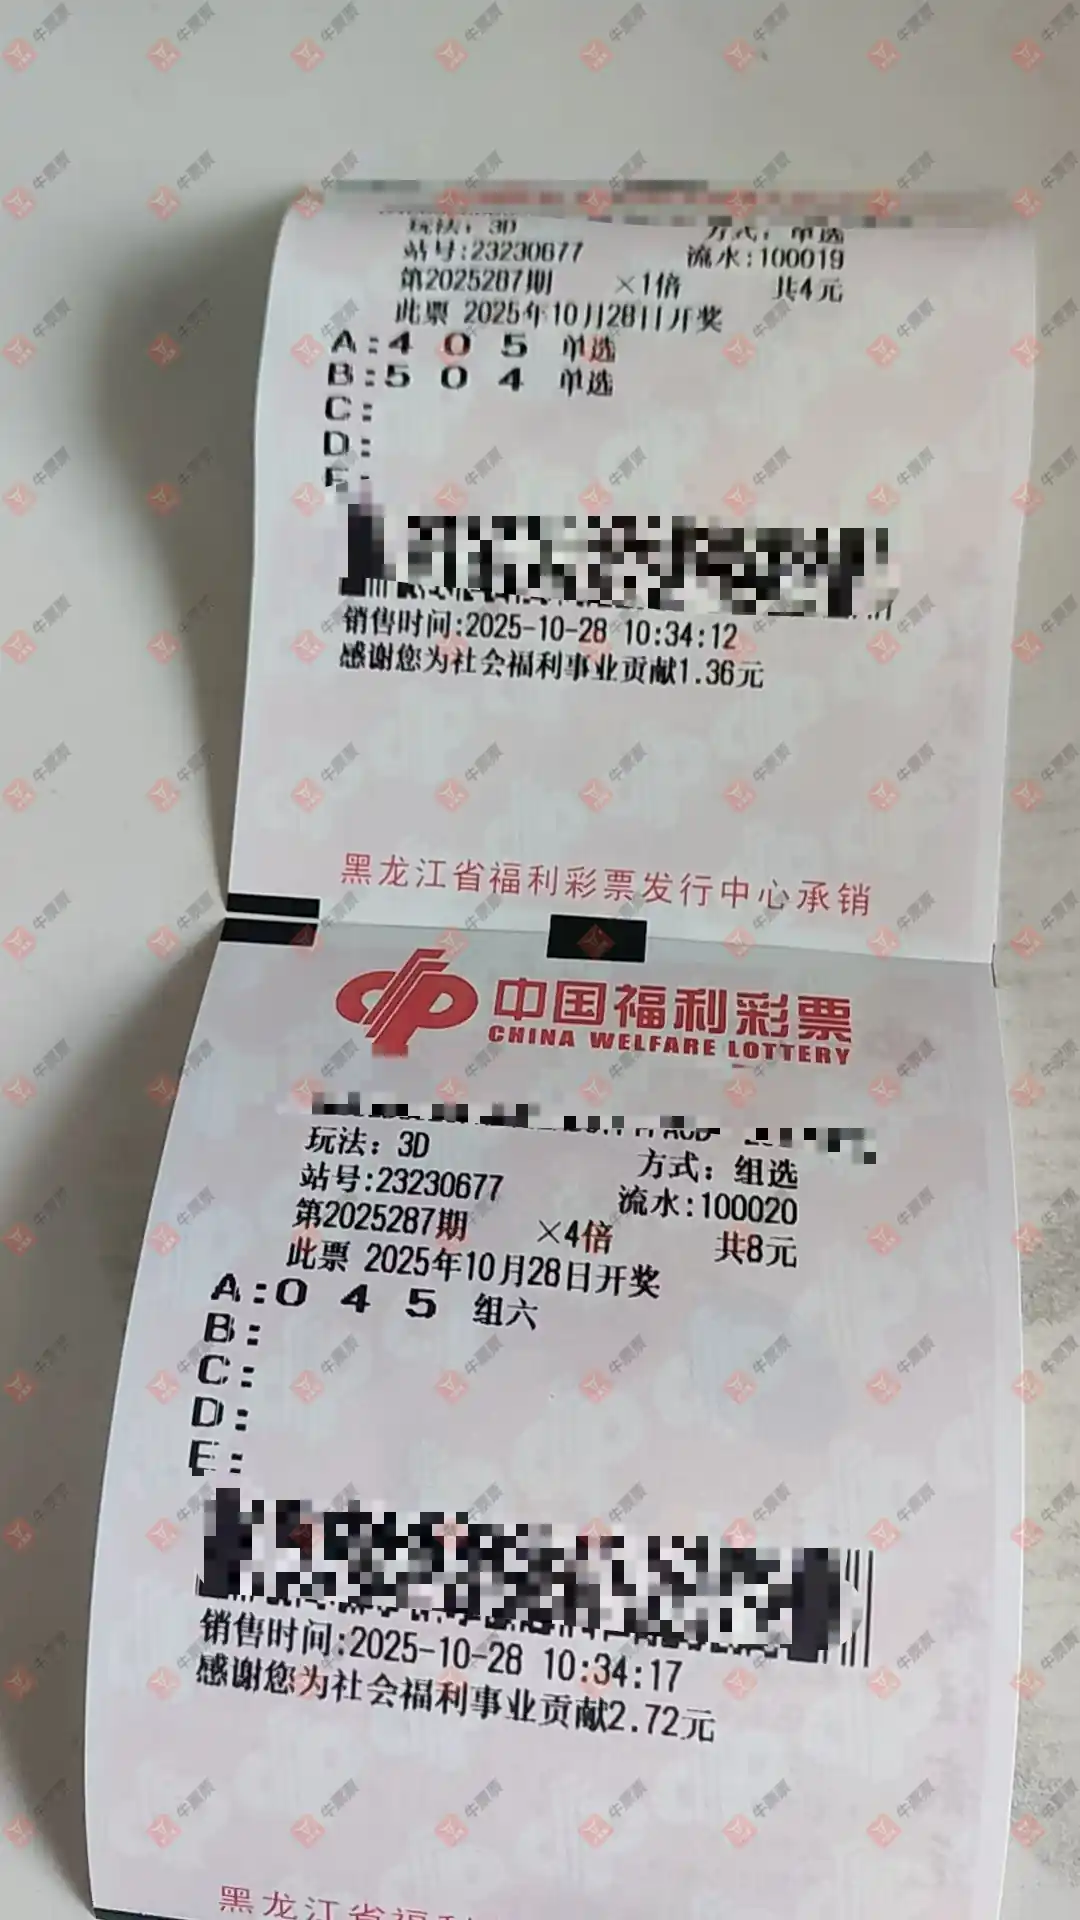 玩法：3D 方式：单选
站号:23230677 流水:100019
第2025287期 ×1倍 共4元
此票 2025年10月28日开奖
A:4 0 5 单选
B:5 0 4 单选
C:
D:
E:
销售时间:2025-10-28 10:34:12
感谢您为社会福利事业贡献1.36元
黑龙江省福利彩票发行中心承销
中国福利彩票
CHINA WELFARE LOTTERY
玩法：3D 方式：组选
站号:23230677 流水:100020
第2025287期 ×4倍 共8元
此票 2025年10月28日开奖
A:0 4 5 组六
B:
C:
D:
E:
销售时间:2025-10-28 10:34:17
感谢您为社会福利事业贡献2.72元
黑龙江省福利
牛票票